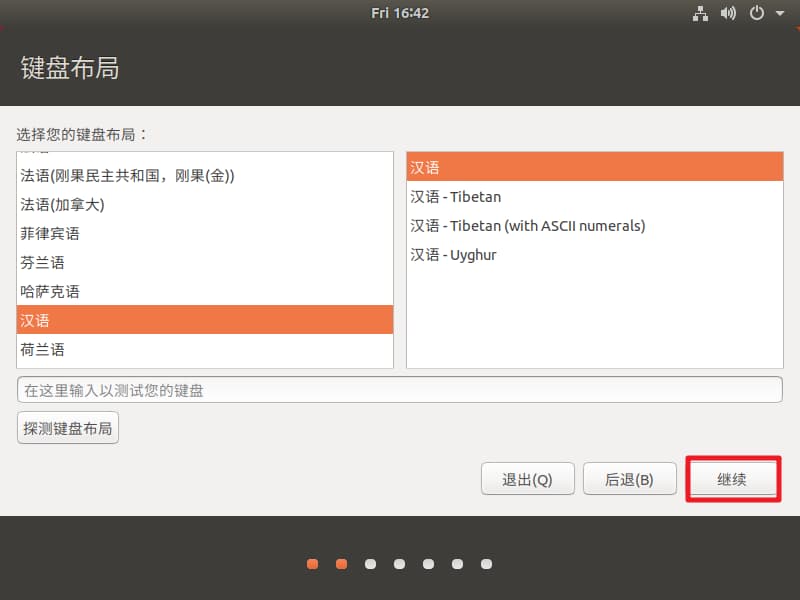 Fri 16:42
键盘布局
选择您的键盘布局：
法语(刚果民主共和国，刚果(金))
法语(加拿大)
菲律宾语
芬兰语
哈萨克语
汉语
荷兰语
汉语
汉语 - Tibetan
汉语 - Tibetan (with ASCII numerals)
汉语 - Uyghur
在这里输入以测试您的键盘
探测键盘布局
退出(Q)
后退(B)
继续